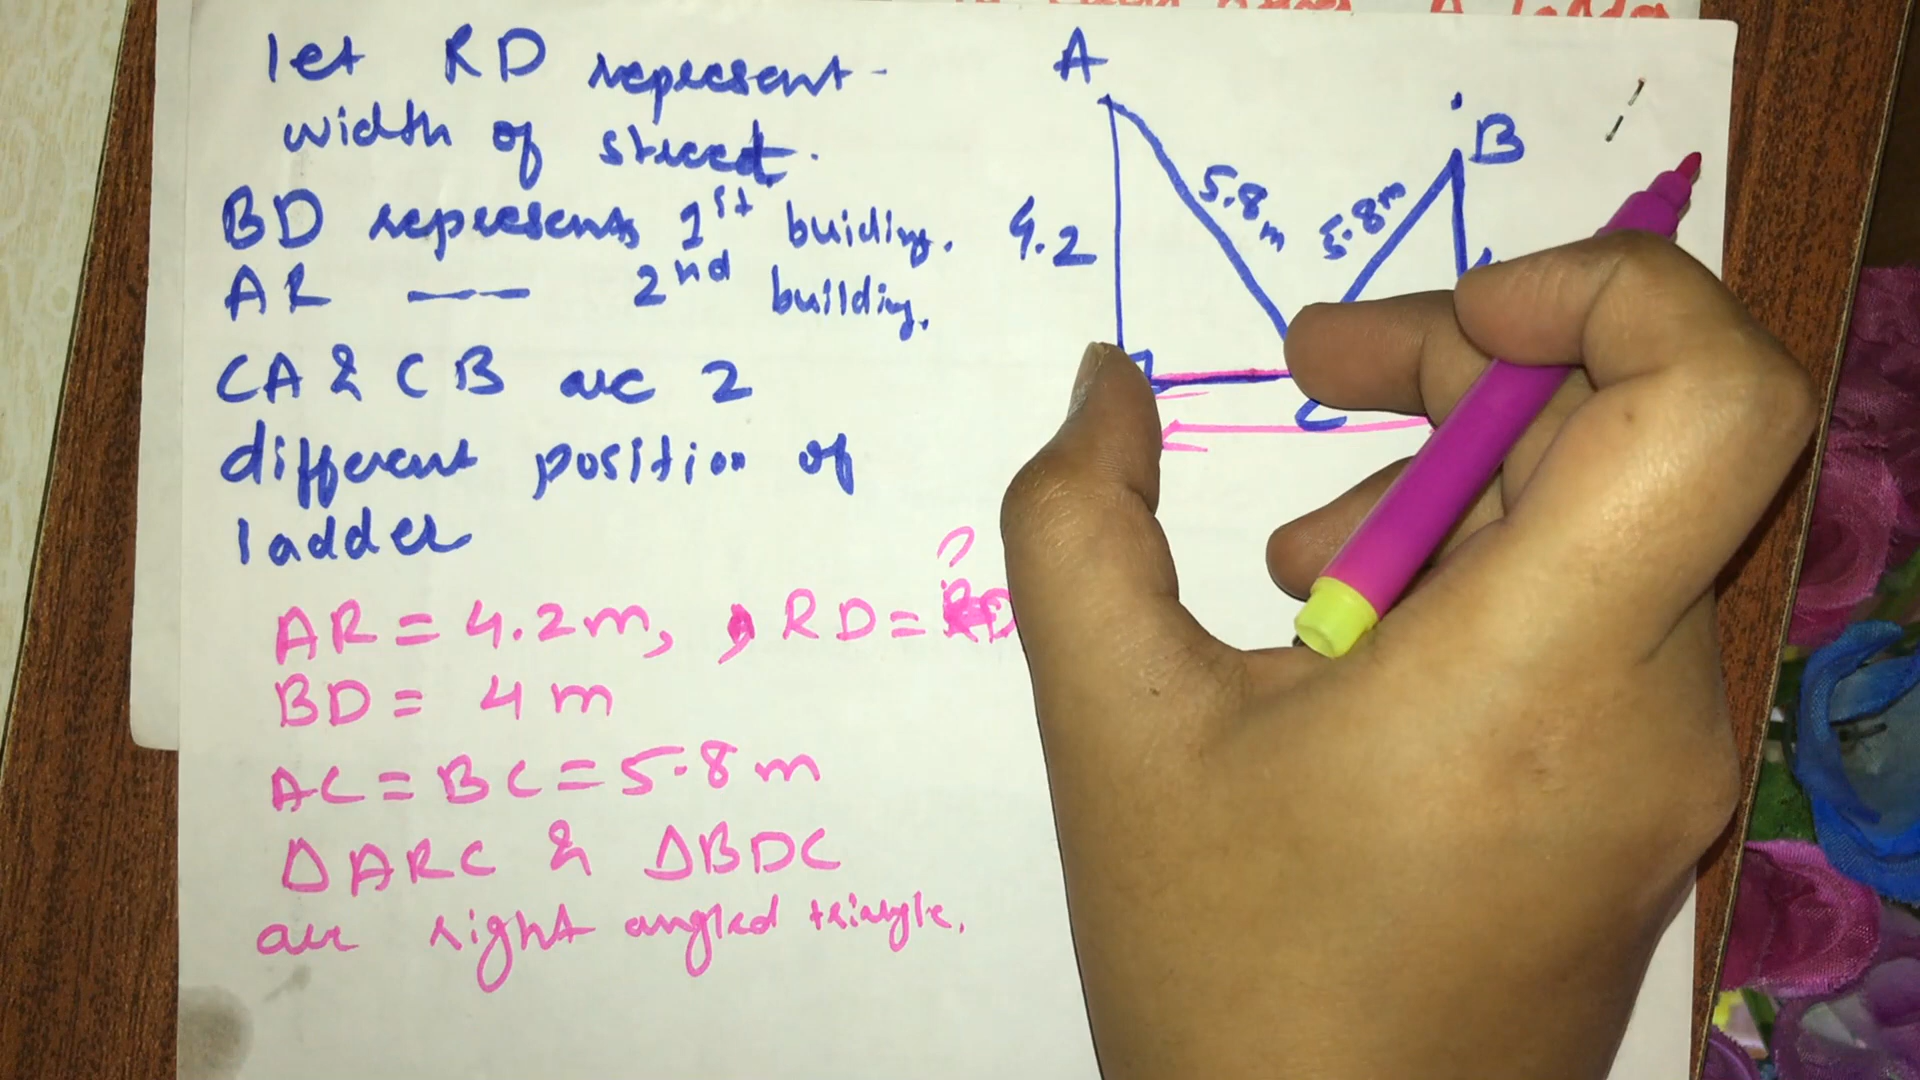 let RD represent
width of street.
BD represents 1st building.
AR — 2nd building.
CA & CB are 2
different position of
ladder
AR = 4.2m, RD = ?
BD = 4 m
AC = BC = 5.8 m
Δ ARC & ΔBDC
are right angled triangle.
A
B
5.8m
5.8m
4.2
C